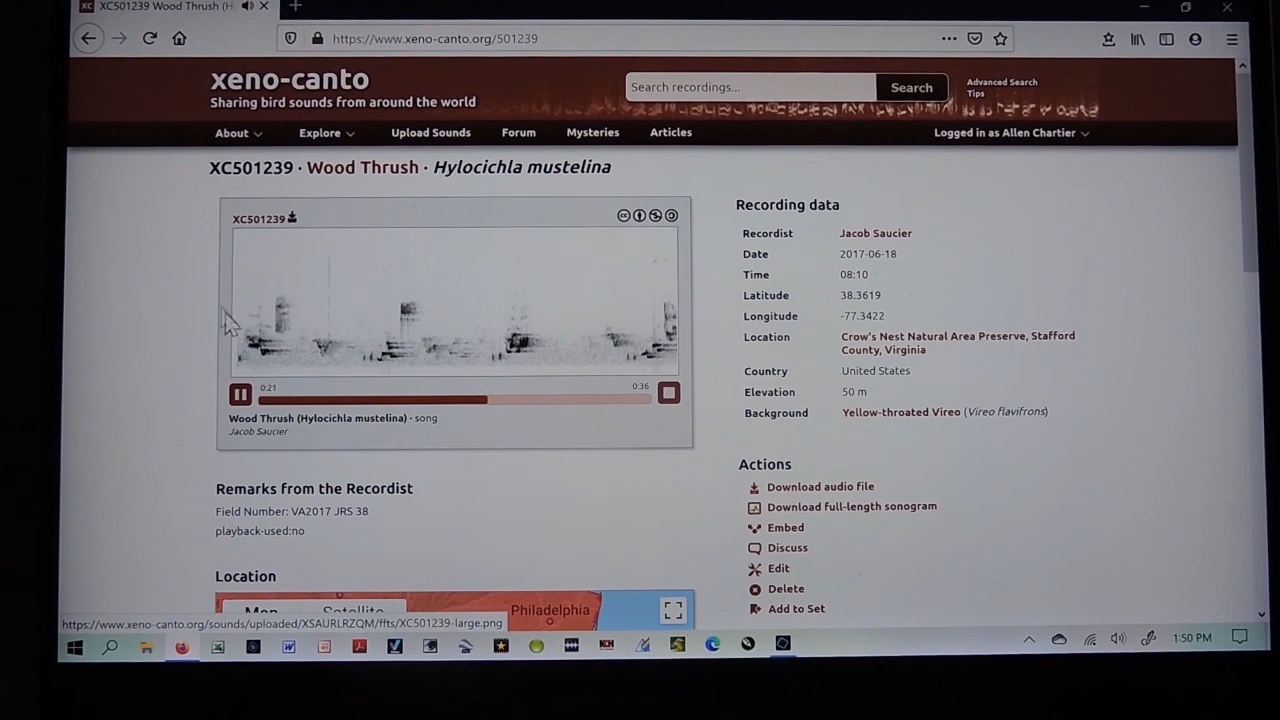 XC501239 Wood Thrush (H
https://www.xeno-canto.org/501239
xeno-canto
Sharing bird sounds from around the world
Search recordings...
Search
Advanced Search
Tips
About
Explore
Upload Sounds
Forum
Mysteries
Articles
Logged in as Allen Chartier
XC501239 · Wood Thrush · Hylocichla mustelina
XC501239
0:21
0:36
Wood Thrush (Hylocichla mustelina) · song
Jacob Saucier
Remarks from the Recordist
Field Number: VA2017 JRS 38
playback-used:no
Location
Map
Satellite
Philadelphia
Recording data
Recordist Jacob Saucier
Date 2017-06-18
Time 08:10
Latitude 38.3619
Longitude -77.3422
Location Crow's Nest Natural Area Preserve, Stafford
County, Virginia
Country United States
Elevation 50 m
Background Yellow-throated Vireo (Vireo flavifrons)
Actions
Download audio file
Download full-length sonogram
Embed
Discuss
Edit
Delete
Add to Set
https://www.xeno-canto.org/sounds/uploaded/XSAURLRZQM/ffts/XC501239-large.png
1:50 PM